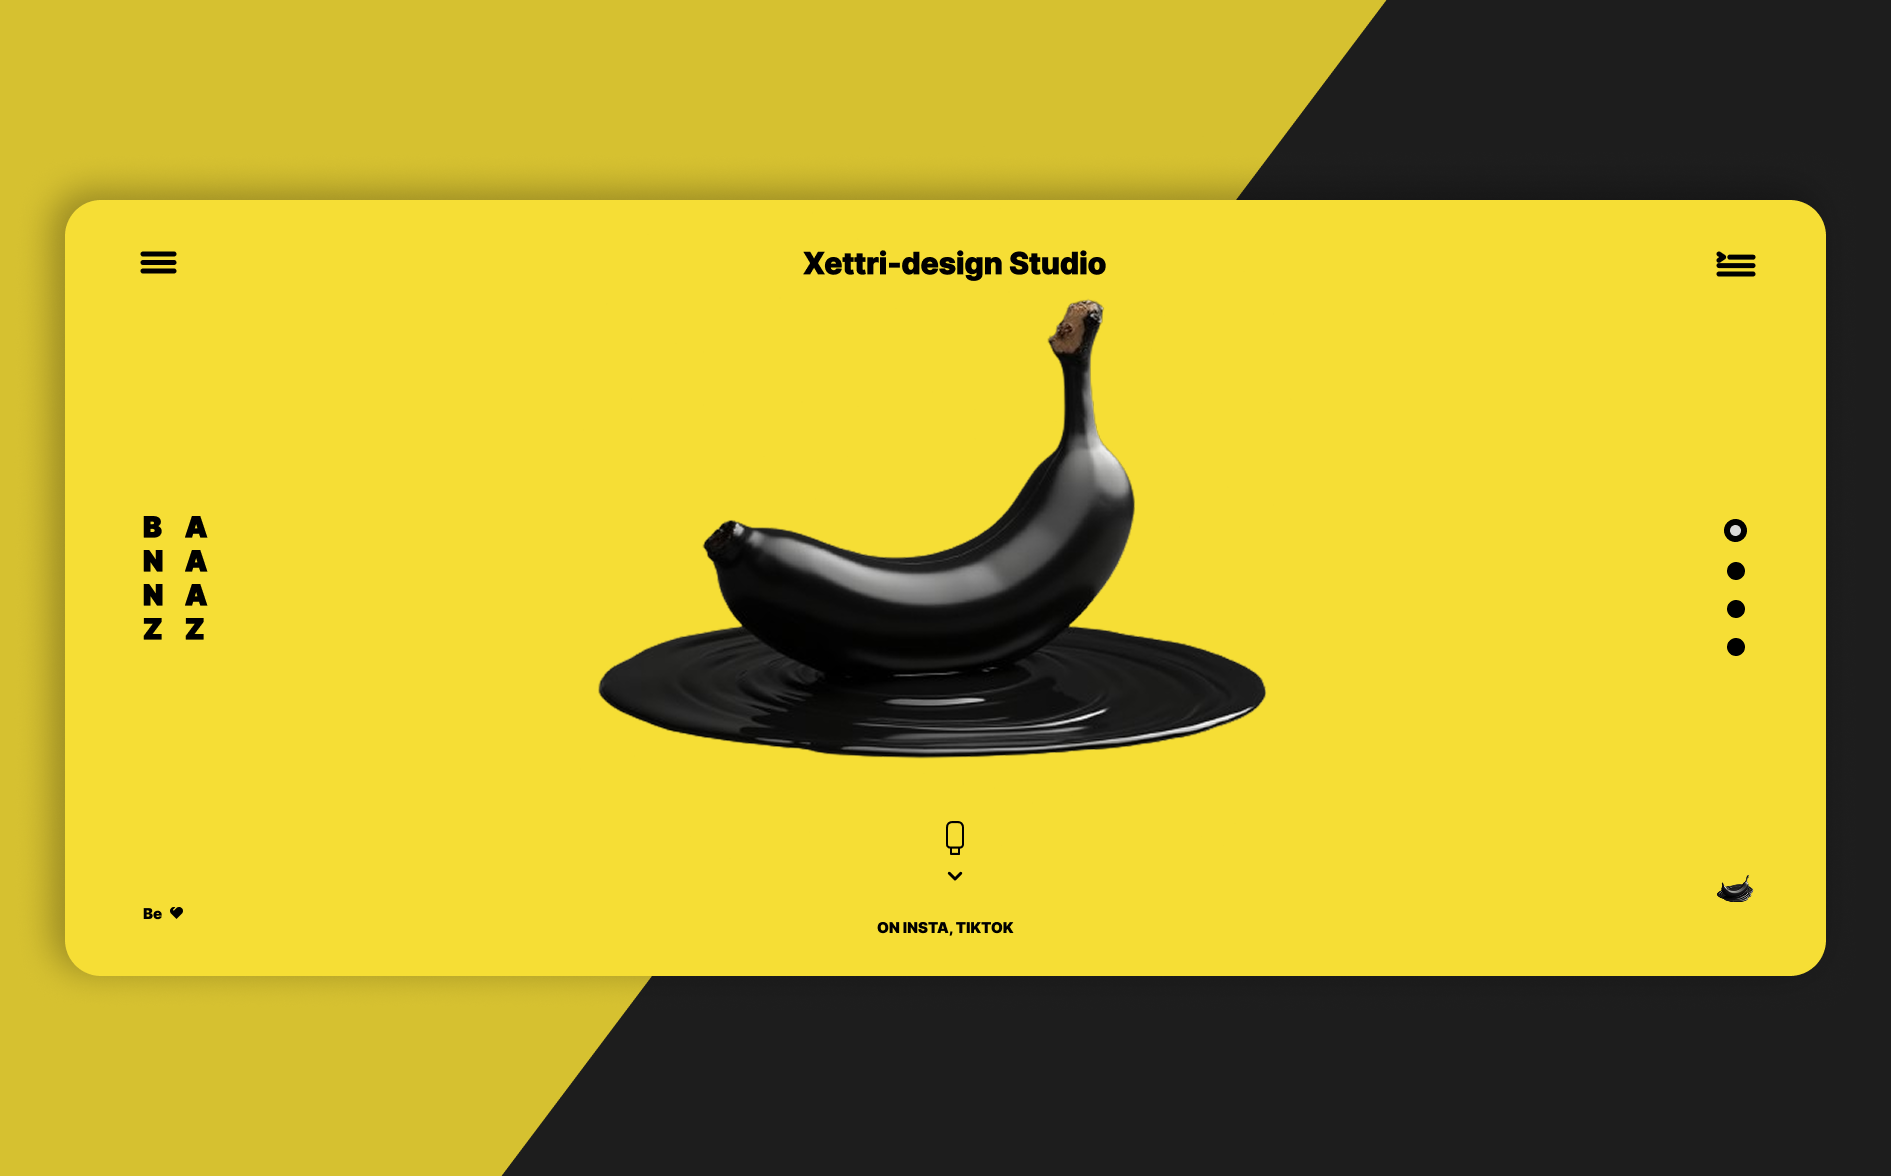 Xettri-design Studio
B A
N A
N A
Z Z
Be
ON INSTA, TIKTOK